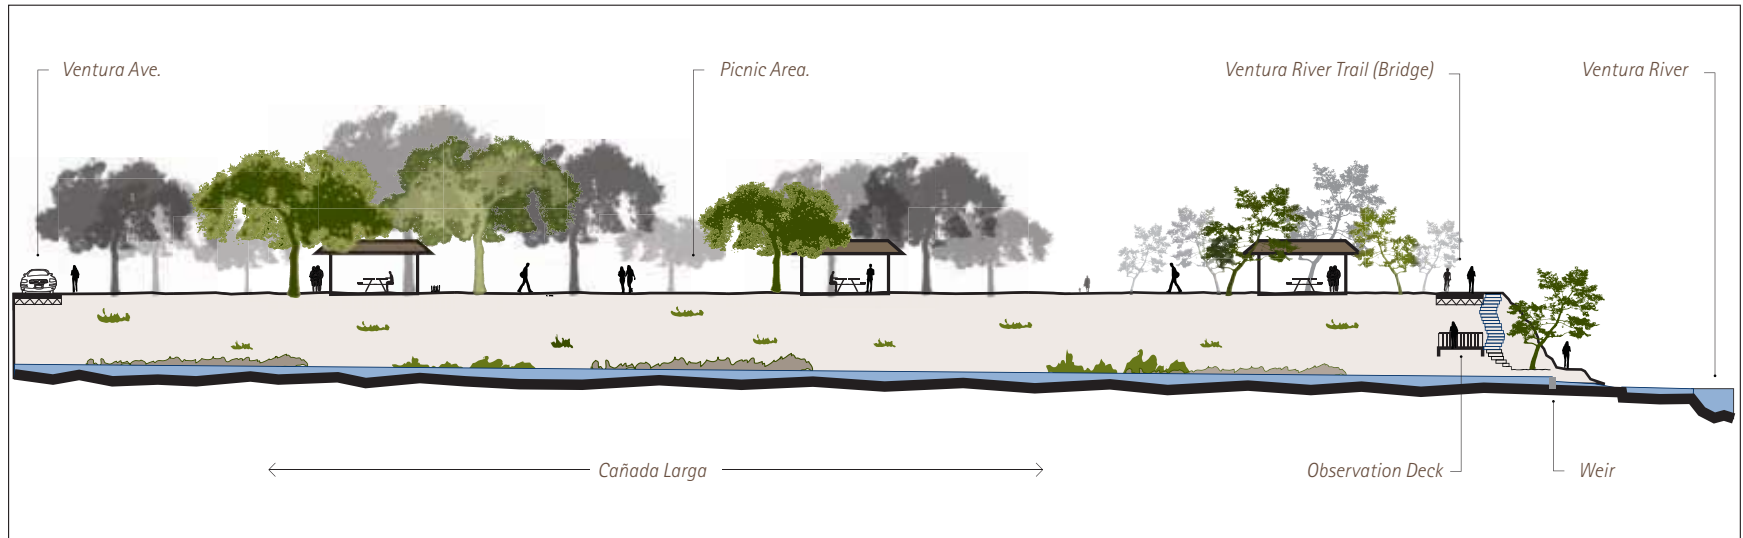 Ventura Ave.
Picnic Area.
Ventura River Trail (Bridge)
Ventura River
Cañada Larga
Observation Deck
Weir